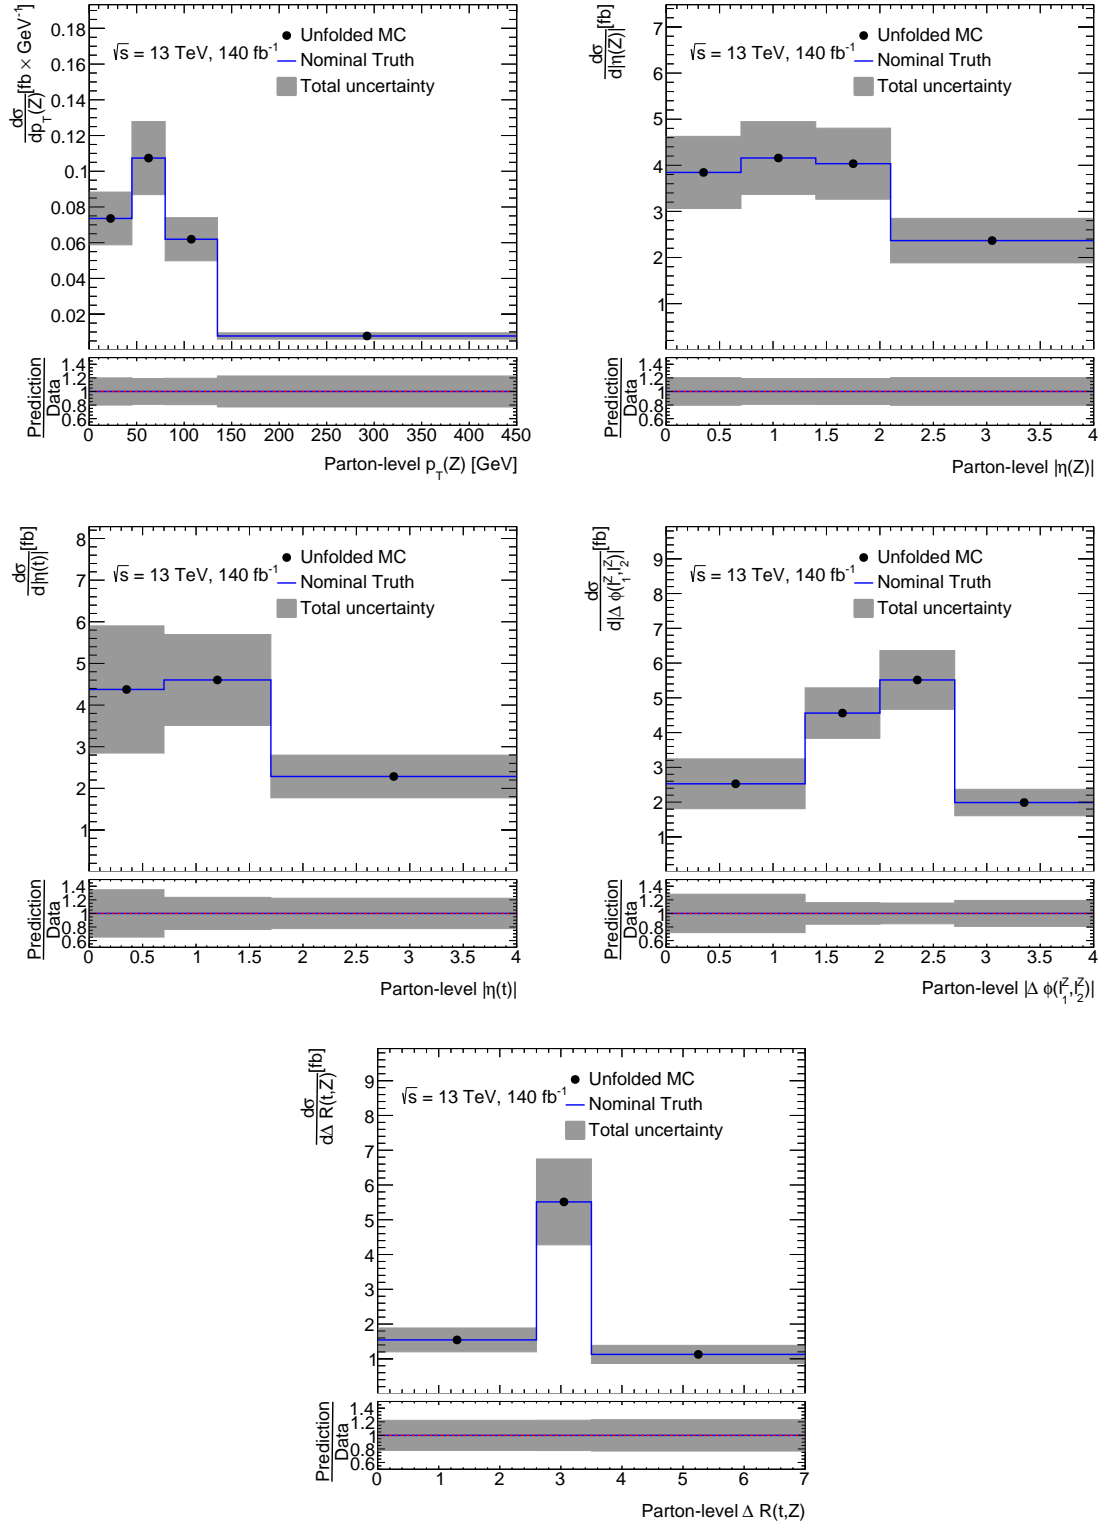 dσ/dp_T(Z) [fb × GeV⁻¹]
√s = 13 TeV, 140 fb⁻¹
Unfolded MC
Nominal Truth
Total uncertainty
0.18
0.16
0.14
0.12
0.1
0.08
0.06
0.04
0.02
Prediction/Data
1.4
1.2
1
0.8
0.6
0 50 100 150 200 250 300 350 400 450
Parton-level p_T(Z) [GeV]
dσ/d|η(Z)| [fb]
√s = 13 TeV, 140 fb⁻¹
Unfolded MC
Nominal Truth
Total uncertainty
7
6
5
4
3
2
1
Prediction/Data
1.4
1.2
1
0.8
0.6
0 0.5 1 1.5 2 2.5 3 3.5 4
Parton-level |η(Z)|
dσ/d|η(t)| [fb]
√s = 13 TeV, 140 fb⁻¹
Unfolded MC
Nominal Truth
Total uncertainty
8
7
6
5
4
3
2
1
Prediction/Data
1.4
1.2
1
0.8
0.6
0 0.5 1 1.5 2 2.5 3 3.5 4
Parton-level |η(t)|
dσ/d|Δ φ(l₁ᶻ,l₂ᶻ)| [fb]
√s = 13 TeV, 140 fb⁻¹
Unfolded MC
Nominal Truth
Total uncertainty
9
8
7
6
5
4
3
2
1
Prediction/Data
1.4
1.2
1
0.8
0.6
0 0.5 1 1.5 2 2.5 3 3.5 4
Parton-level |Δ φ(l₁ᶻ,l₂ᶻ)|
dσ/dΔ R(t,Z) [fb]
√s = 13 TeV, 140 fb⁻¹
Unfolded MC
Nominal Truth
Total uncertainty
9
8
7
6
5
4
3
2
1
Prediction/Data
1.4
1.2
1
0.8
0.6
0 1 2 3 4 5 6 7
Parton-level Δ R(t,Z)